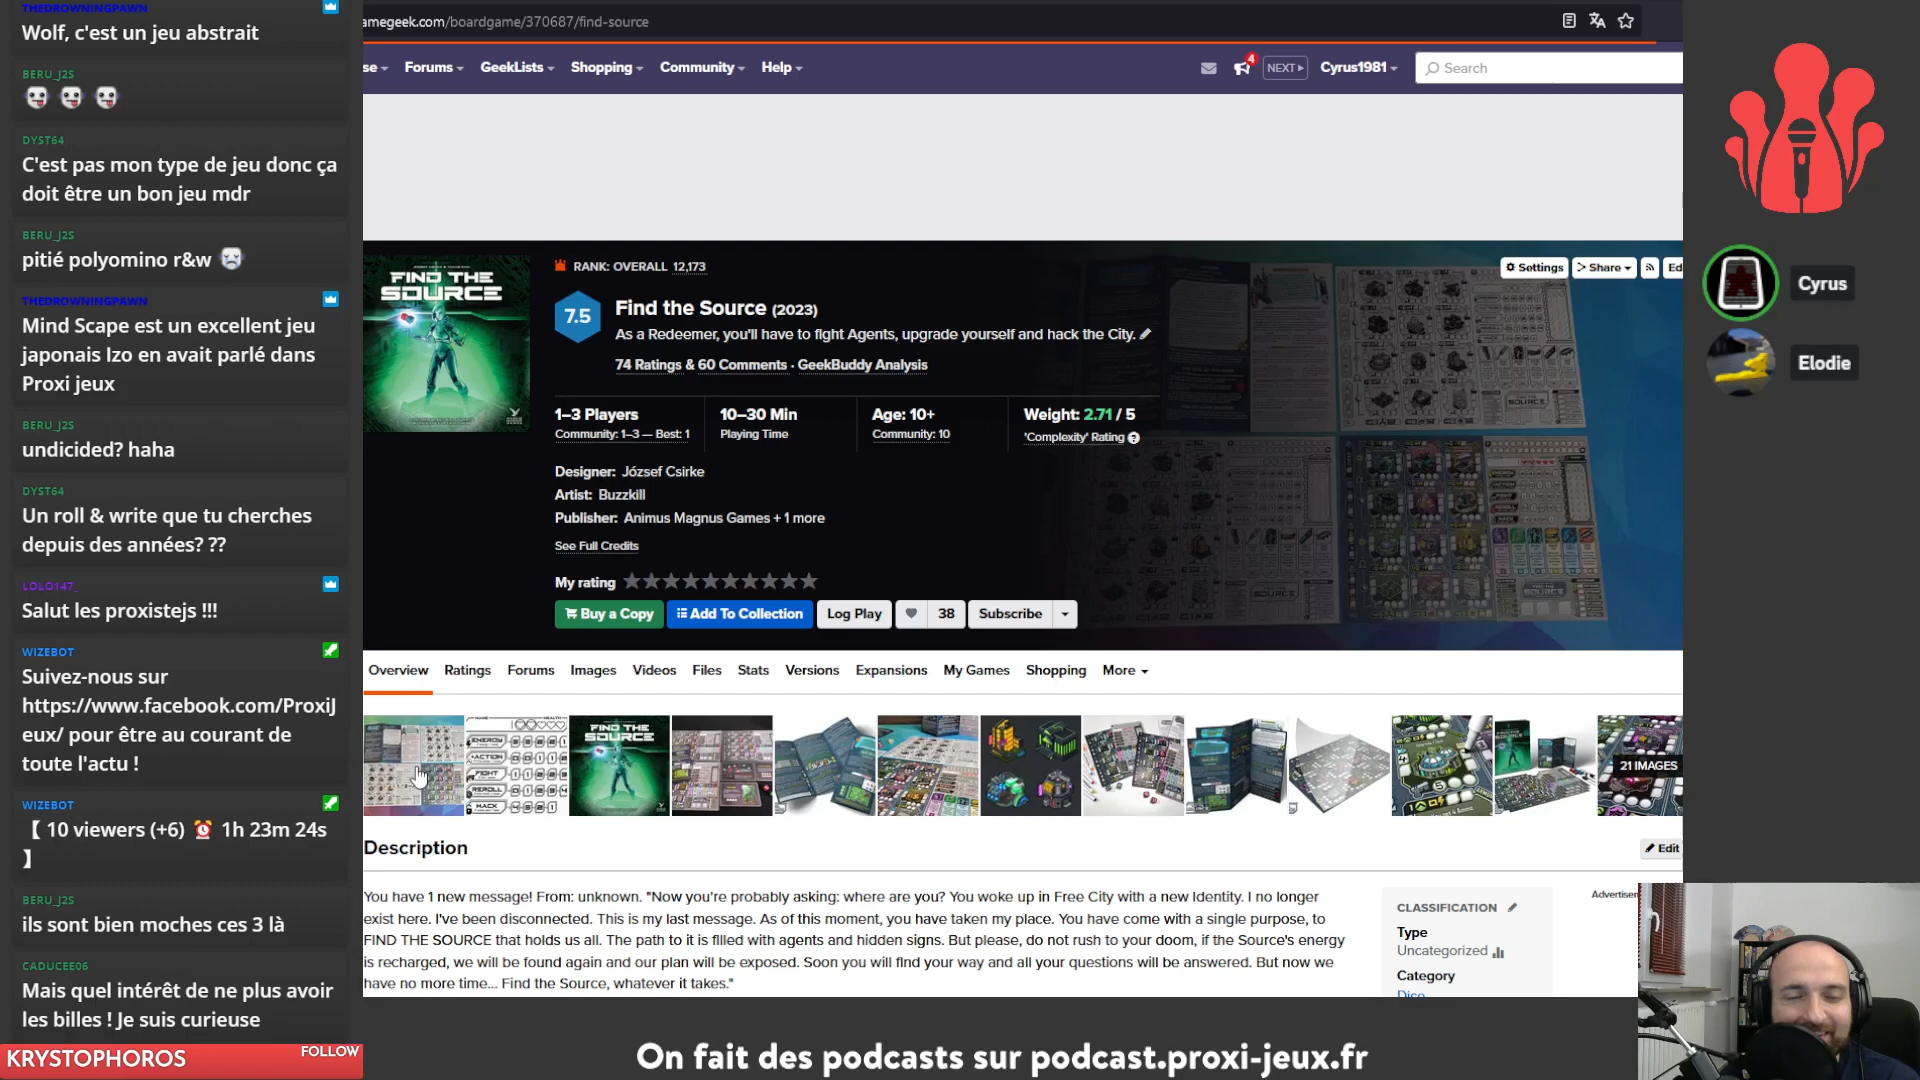 THEDROWNINGPAWN
Wolf, c'est un jeu abstrait
BERU_J2S
DYST64
C'est pas mon type de jeu donc ça
doit être un bon jeu mdr
BERU_J2S
pitié polyomino r&w
THEDROWNINGPAWN
Mind Scape est un excellent jeu
japonais Izo en avait parlé dans
Proxi jeux
BERU_J2S
undicided? haha
DYST64
Un roll & write que tu cherches
depuis des années? ??
LOLO147_
Salut les proxistejs !!!
WIZEBOT
Suivez-nous sur
https://www.facebook.com/ProxiJ
eux/ pour être au courant de
toute l'actu !
WIZEBOT
【 10 viewers (+6) ⏰ 1h 23m 24s
】
BERU_J2S
ils sont bien moches ces 3 là
CADUCEE06
Mais quel intérêt de ne plus avoir
les billes ! Je suis curieuse
KRYSTOPHOROS
FOLLOW
amegeek.com/boardgame/370687/find-source
se Forums GeekLists Shopping Community Help
4
NEXT
Cyrus1981
Search
FIND THE
SOURCE
RANK: OVERALL 12,173
Settings Share Ed
7.5
Find the Source (2023)
As a Redeemer, you'll have to fight Agents, upgrade yourself and hack the City.
74 Ratings & 60 Comments · GeekBuddy Analysis
1–3 Players
Community: 1–3 — Best: 1
10–30 Min
Playing Time
Age: 10+
Community: 10
Weight: 2.71 / 5
'Complexity' Rating
Designer: József Csirke
Artist: Buzzkill
Publisher: Animus Magnus Games + 1 more
See Full Credits
My rating
Buy a Copy Add To Collection Log Play 38 Subscribe
Overview Ratings Forums Images Videos Files Stats Versions Expansions My Games Shopping More
ENERGY
ACTION
FIGHT
REROLL
HACK
FIND THE
SOURCE
21 IMAGES
Description
Edit
You have 1 new message! From: unknown. "Now you're probably asking: where are you? You woke up in Free City with a new Identity. I no longer
exist here. I've been disconnected. This is my last message. As of this moment, you have taken my place. You have come with a single purpose, to
FIND THE SOURCE that holds us all. The path to it is filled with agents and hidden signs. But please, do not rush to your doom, if the Source's energy
is recharged, we will be found again and our plan will be exposed. Soon you will find your way and all your questions will be answered. But now we
have no more time... Find the Source, whatever it takes."
CLASSIFICATION
Type
Uncategorized
Category
Dice
Advertisen
Cyrus
Elodie
On fait des podcasts sur podcast.proxi-jeux.fr